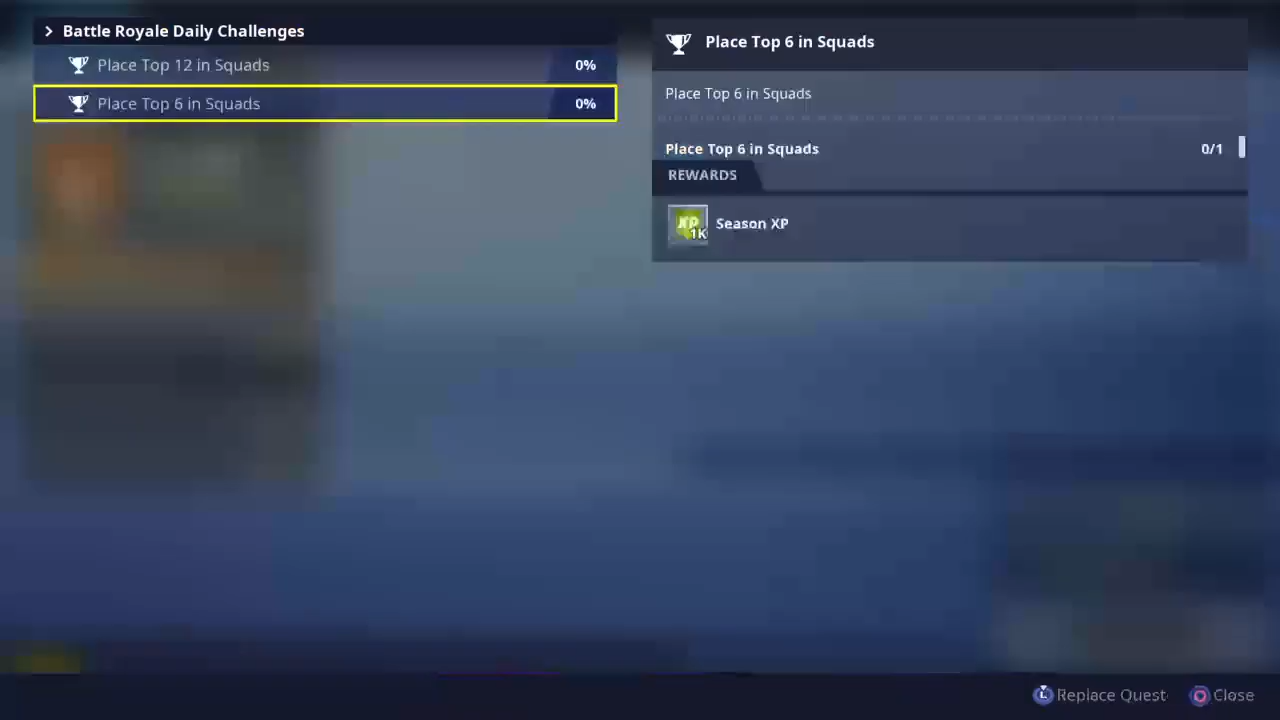 Battle Royale Daily Challenges
Place Top 12 in Squads 0%
Place Top 6 in Squads 0%
Place Top 6 in Squads
Place Top 6 in Squads
Place Top 6 in Squads 0/1
REWARDS
XP 1K Season XP
L Replace Quest Close